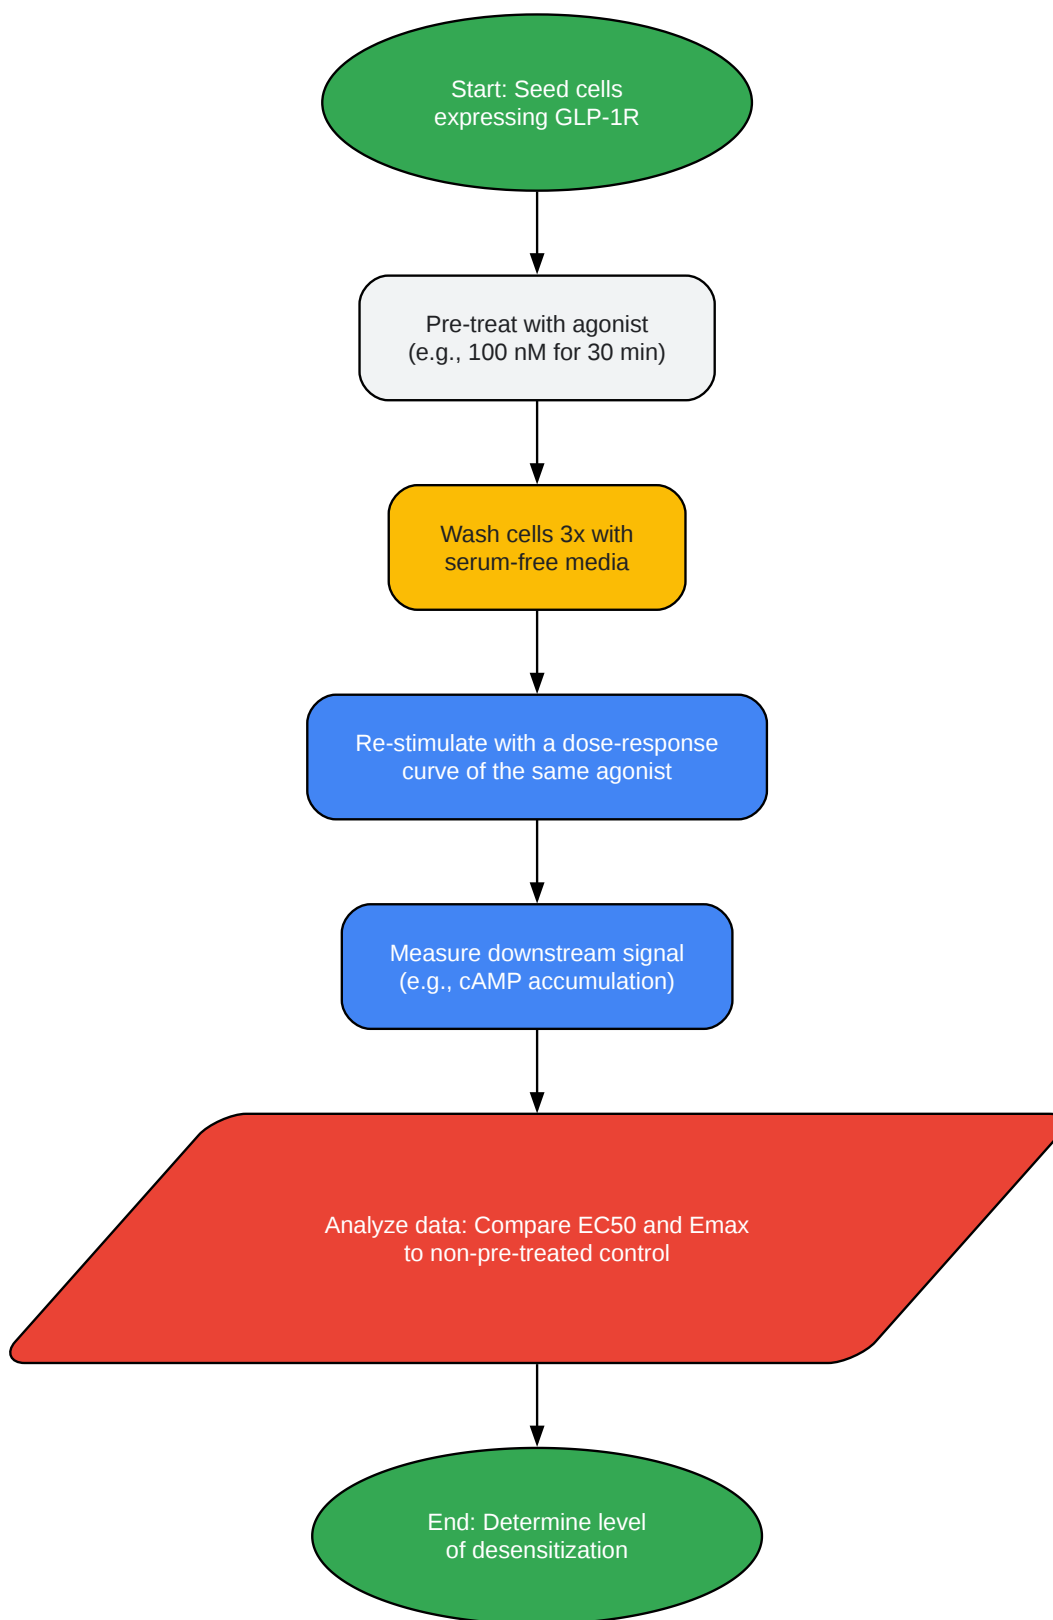 Start: Seed cells
expressing GLP-1R
Pre-treat with agonist
(e.g., 100 nM for 30 min)
Wash cells 3x with
serum-free media
Re-stimulate with a dose-response
curve of the same agonist
Measure downstream signal
(e.g., cAMP accumulation)
Analyze data: Compare EC50 and Emax
to non-pre-treated control
End: Determine level
of desensitization